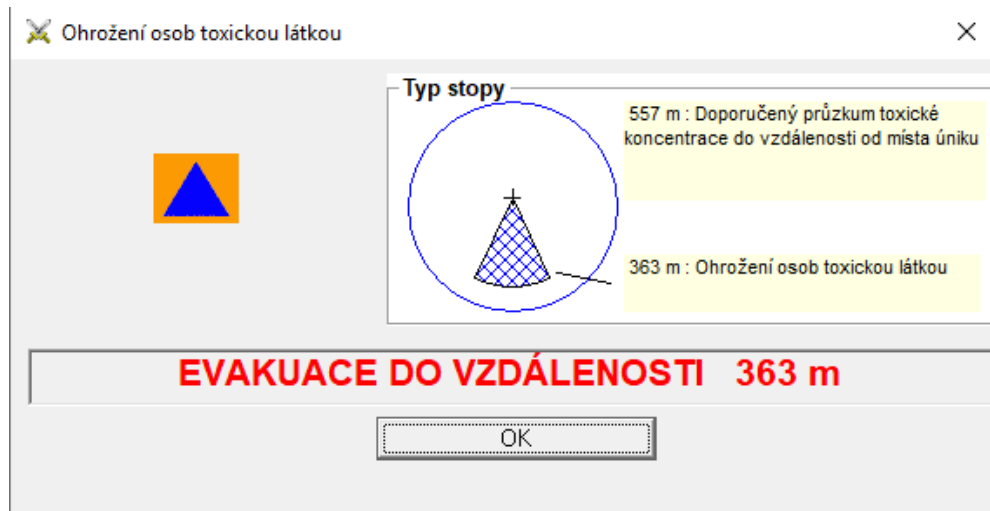 Ohrožení osob toxickou látkou
Typ stopy
557 m : Doporučený průzkum toxické
koncentrace do vzdálenosti od místa úniku
363 m : Ohrožení osob toxickou látkou
EVAKUACE DO VZDÁLENOSTI 363 m
OK